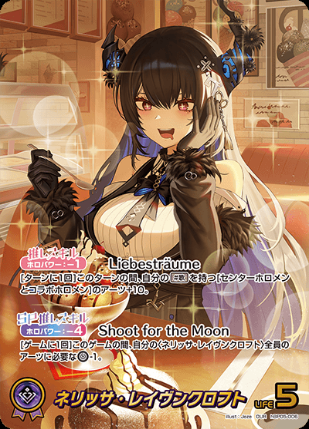 推しスキル
ホロパワー：-1
Liebesträume
[ターンに1回]このターンの間、自分の
を持つ[センターホロメン
とコラボホロメン]のアーツ+10。
SP推しスキル
ホロパワー：-4
Shoot for the Moon
[ゲームに1回]このゲームの間、自分の〈ネリッサ・レイヴンクロフト〉全員の
アーツに必要な
-1。
ネリッサ・レイヴンクロフト
LIFE 5